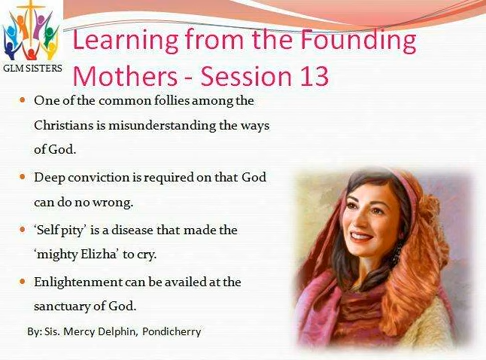 GLM SISTERS
Learning from the Founding
Mothers - Session 13
• One of the common follies among the
Christians is misunderstanding the ways
of God.
• Deep conviction is required on that God
can do no wrong.
• ‘Self pity’ is a disease that made the
‘mighty Elizha’ to cry.
• Enlightenment can be availed at the
sanctuary of God.
By: Sis. Mercy Delphin, Pondicherry